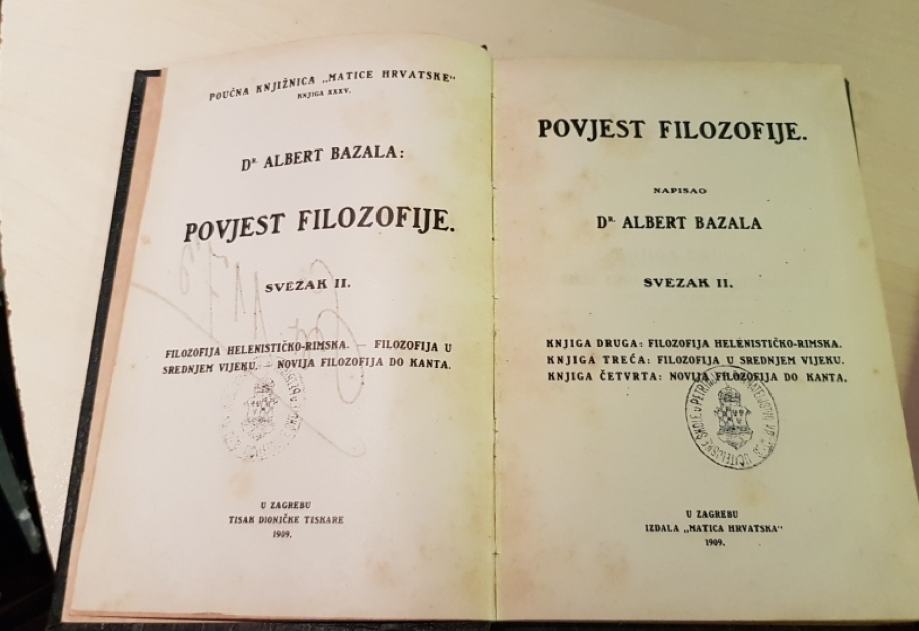 POUČNA KNJIŽNICA „MATICE HRVATSKE“
KNJIGA XXXV.
DR. ALBERT BAZALA:
POVJEST FILOZOFIJE.
SVEZAK II.
FILOZOFIJA HELENISTIČKO-RIMSKA. — FILOZOFIJA U
SREDNJEM VIJEKU. — NOVIJA FILOZOFIJA DO KANTA.
U ZAGREBU
TISAK DIONIČKE TISKARE
1909.
POVJEST FILOZOFIJE.
NAPISAO
DR. ALBERT BAZALA
SVEZAK II.
KNJIGA DRUGA: FILOZOFIJA HELENISTIČKO-RIMSKA.
KNJIGA TREĆA: FILOZOFIJA U SREDNJEM VIJEKU.
KNJIGA ČETVRTA: NOVIJA FILOZOFIJA DO KANTA.
UČITELJSKE ŠKOLE U
U ZAGREBU
IZDALA „MATICA HRVATSKA“
1909.